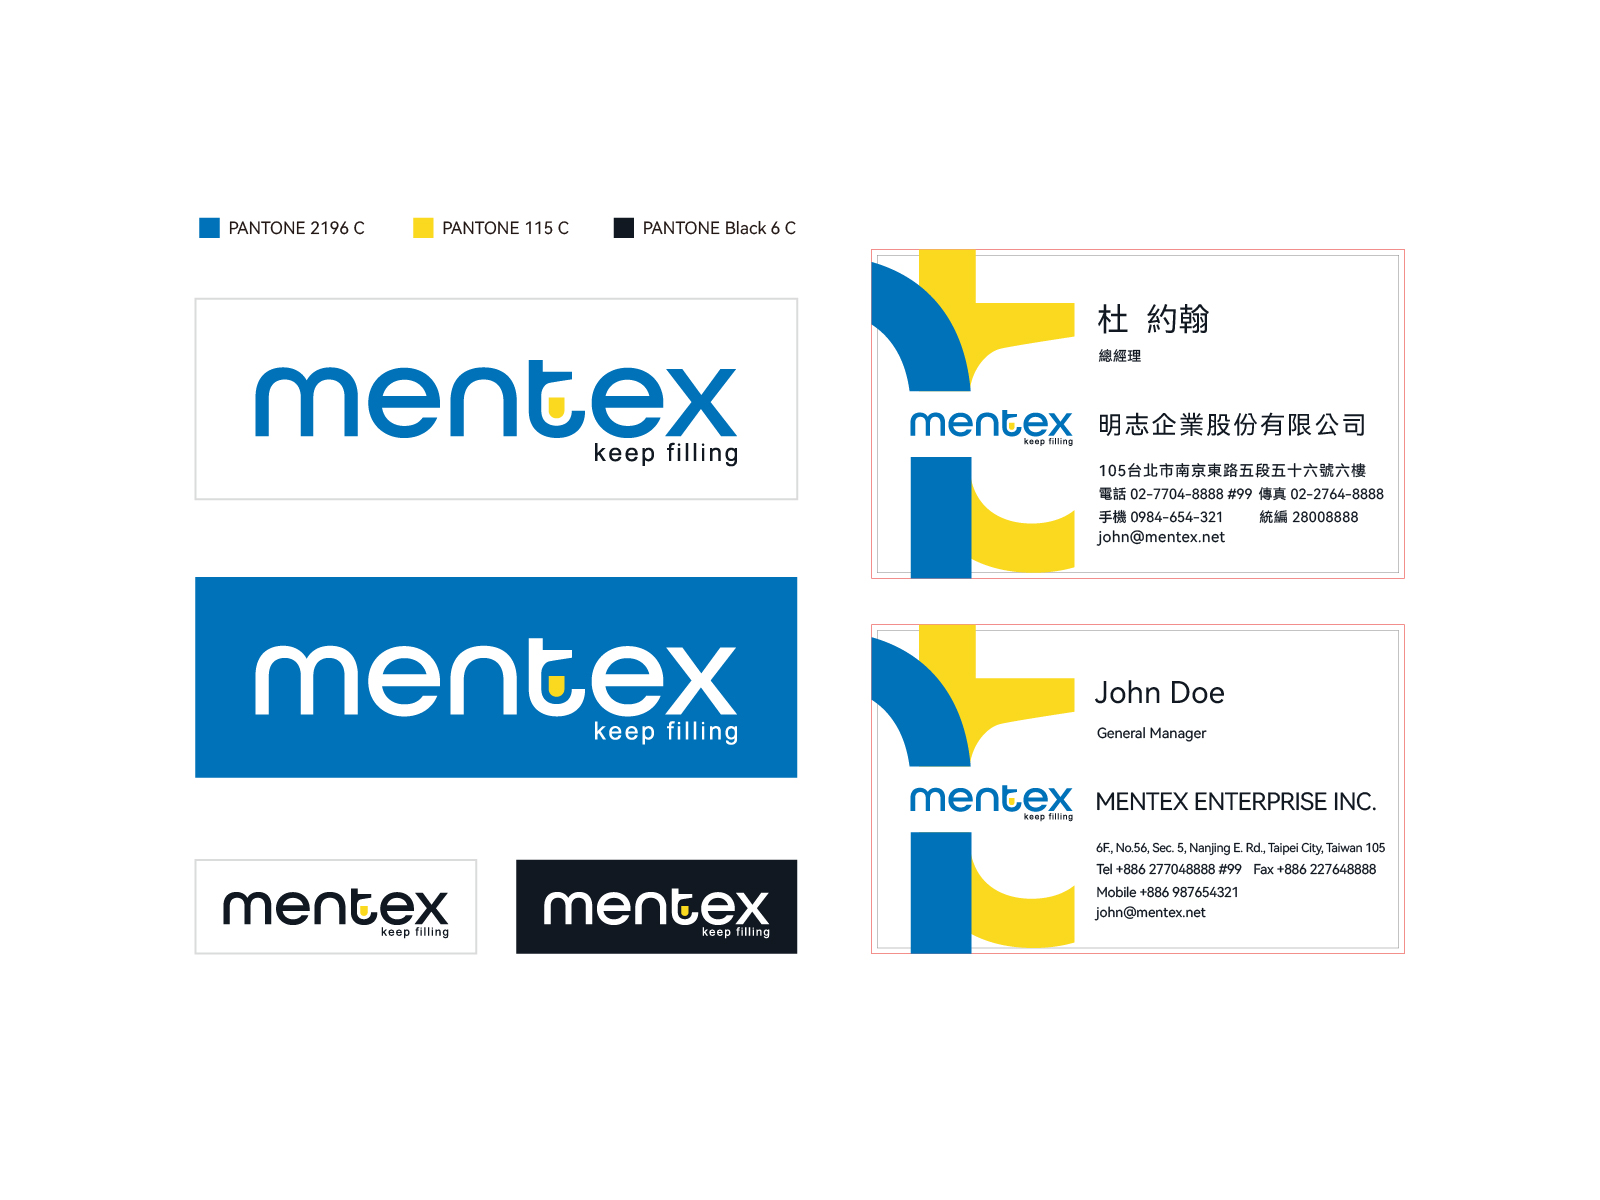 PANTONE 2196 C
PANTONE 115 C
PANTONE Black 6 C
mentex
keep filling
mentex
keep filling
mentex
keep filling
mentex
keep filling
杜 約翰
總經理
mentex
keep filling
明志企業股份有限公司
105台北市南京東路五段五十六號六樓
電話 02-7704-8888 #99 傳真 02-2764-8888
手機 0984-654-321 統編 28008888
john@mentex.net
John Doe
General Manager
mentex
keep filling
MENTEX ENTERPRISE INC.
6F., No.56, Sec. 5, Nanjing E. Rd., Taipei City, Taiwan 105
Tel +886 277048888 #99 Fax +886 227648888
Mobile +886 987654321
john@mentex.net